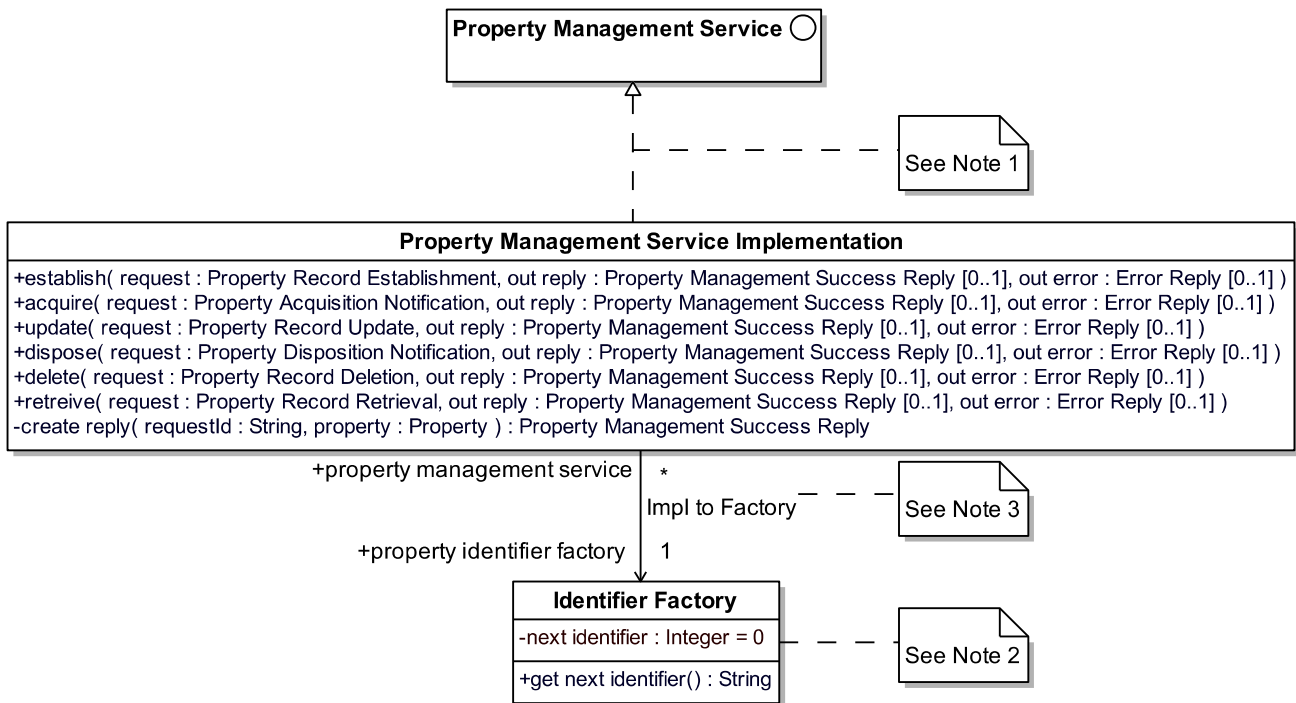 Property Management Service
See Note 1
Property Management Service Implementation
+establish( request : Property Record Establishment, out reply : Property Management Success Reply [0..1], out error : Error Reply [0..1] )
+acquire( request : Property Acquisition Notification, out reply : Property Management Success Reply [0..1], out error : Error Reply [0..1] )
+update( request : Property Record Update, out reply : Property Management Success Reply [0..1], out error : Error Reply [0..1] )
+dispose( request : Property Disposition Notification, out reply : Property Management Success Reply [0..1], out error : Error Reply [0..1] )
+delete( request : Property Record Deletion, out reply : Property Management Success Reply [0..1], out error : Error Reply [0..1] )
+retreive( request : Property Record Retrieval, out reply : Property Management Success Reply [0..1], out error : Error Reply [0..1] )
-create reply( requestId : String, property : Property ) : Property Management Success Reply
+property management service *
Impl to Factory
See Note 3
+property identifier factory 1
Identifier Factory
-next identifier : Integer = 0
See Note 2
+get next identifier() : String